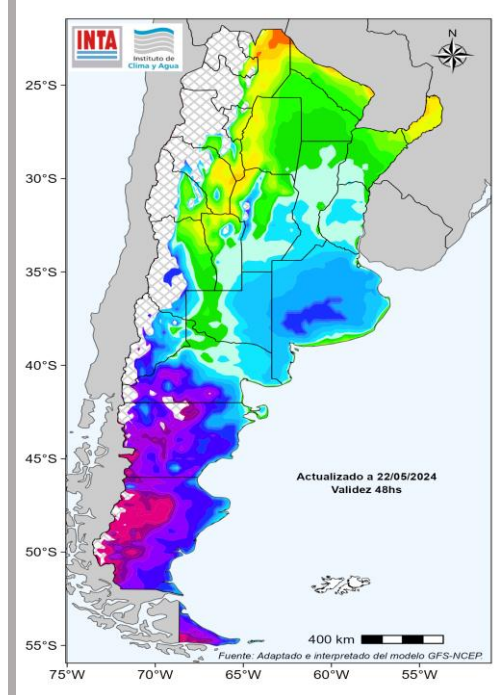 INTA
Instituto de
Clima y Agua
N
25°S
30°S
35°S
40°S
45°S
50°S
55°S
Actualizado a 22/05/2024
Validez 48hs
400 km
Fuente: Adaptado e interpretado del modelo GFS-NCEP.
75°W
70°W
65°W
60°W
55°W